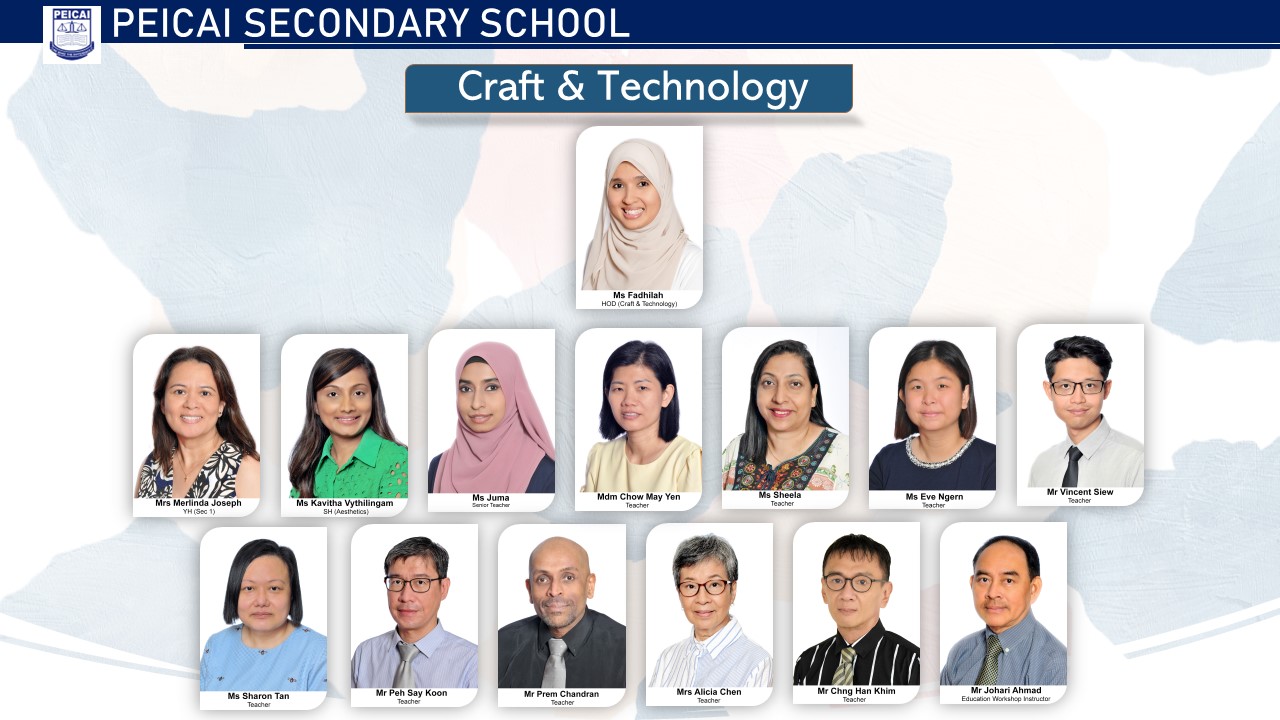 PEICAI
PEICAI SECONDARY SCHOOL
Craft & Technology
Ms Fadhilah
HOD (Craft & Technology)
Mrs Merlinda Joseph
YH (Sec 1)
Ms Kavitha Vythilingam
SH (Aesthetics)
Ms Juma
Senior Teacher
Mdm Chow May Yen
Teacher
Ms Sheela
Teacher
Ms Eve Ngern
Teacher
Mr Vincent Siew
Teacher
Ms Sharon Tan
Teacher
Mr Peh Say Koon
Teacher
Mr Prem Chandran
Teacher
Mrs Alicia Chen
Teacher
Mr Chng Han Khim
Teacher
Mr Johari Ahmad
Education Workshop Instructor